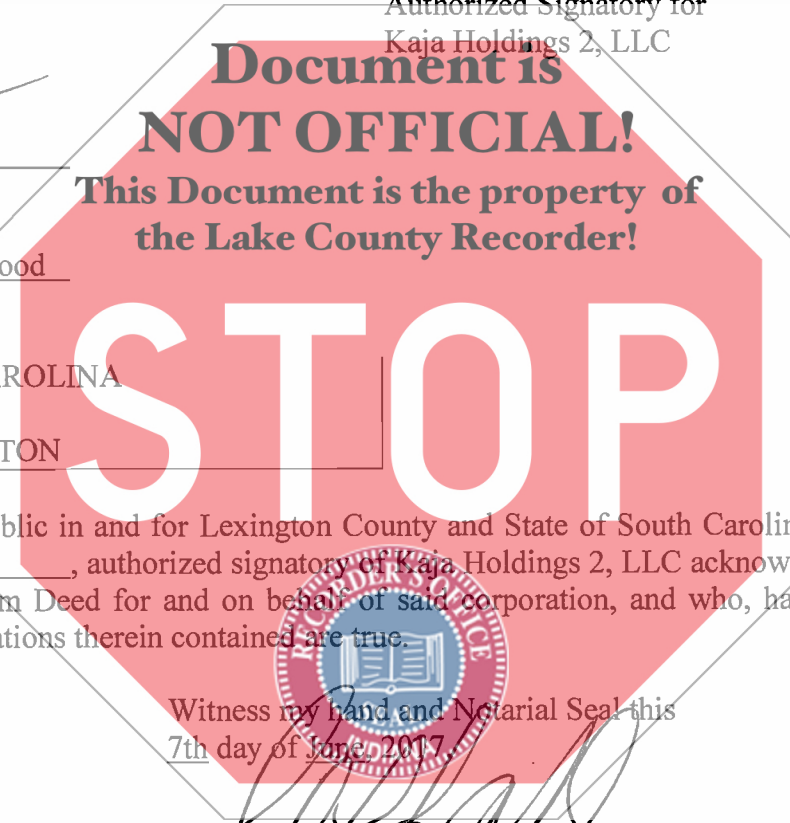 Authorized Signatory for
Kaja Holdings 2, LLC
Document is
NOT OFFICIAL!
This Document is the property of
the Lake County Recorder!
ood
STOP
ROLINA
TON
blic in and for Lexington County and State of South Carolin
, authorized signatory of Kaja Holdings 2, LLC acknow
m Deed for and on behalf of said corporation, and who, ha
ations therein contained are true.
RECORDER'S OFFICE
INDIANA
Witness my hand and Notarial Seal this
7th day of June, 2017.